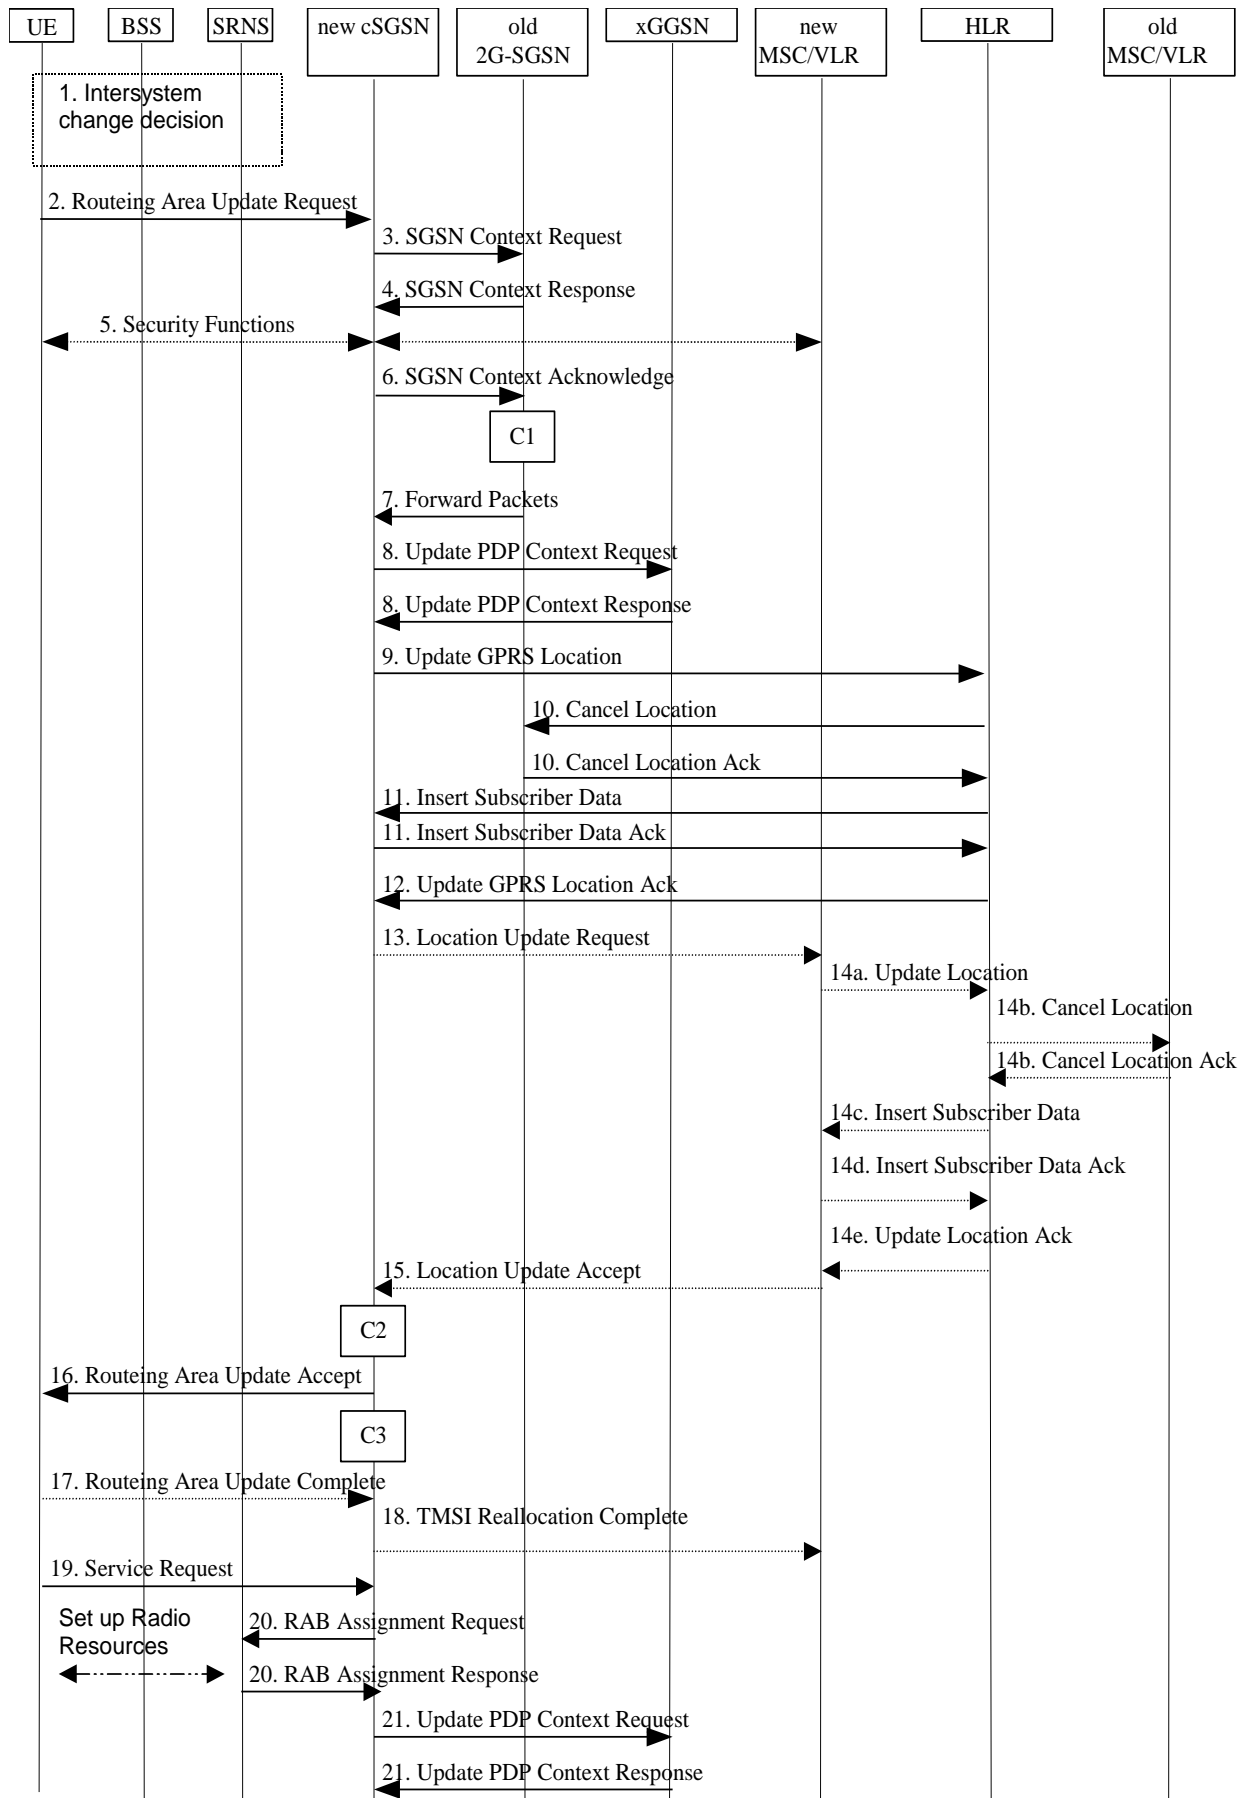 UE
BSS
SRNS
new cSGSN
old
2G-SGSN
xGGSN
new
MSC/VLR
HLR
old
MSC/VLR
1. Intersystem
change decision
2. Routeing Area Update Request
3. SGSN Context Request
4. SGSN Context Response
5. Security Functions
6. SGSN Context Acknowledge
C1
7. Forward Packets
8. Update PDP Context Request
8. Update PDP Context Response
9. Update GPRS Location
10. Cancel Location
10. Cancel Location Ack
11. Insert Subscriber Data
11. Insert Subscriber Data Ack
12. Update GPRS Location Ack
13. Location Update Request
14a. Update Location
14b. Cancel Location
14b. Cancel Location Ack
14c. Insert Subscriber Data
14d. Insert Subscriber Data Ack
14e. Update Location Ack
15. Location Update Accept
C2
16. Routeing Area Update Accept
C3
17. Routeing Area Update Complete
18. TMSI Reallocation Complete
19. Service Request
Set up Radio
Resources
20. RAB Assignment Request
20. RAB Assignment Response
21. Update PDP Context Request
21. Update PDP Context Response